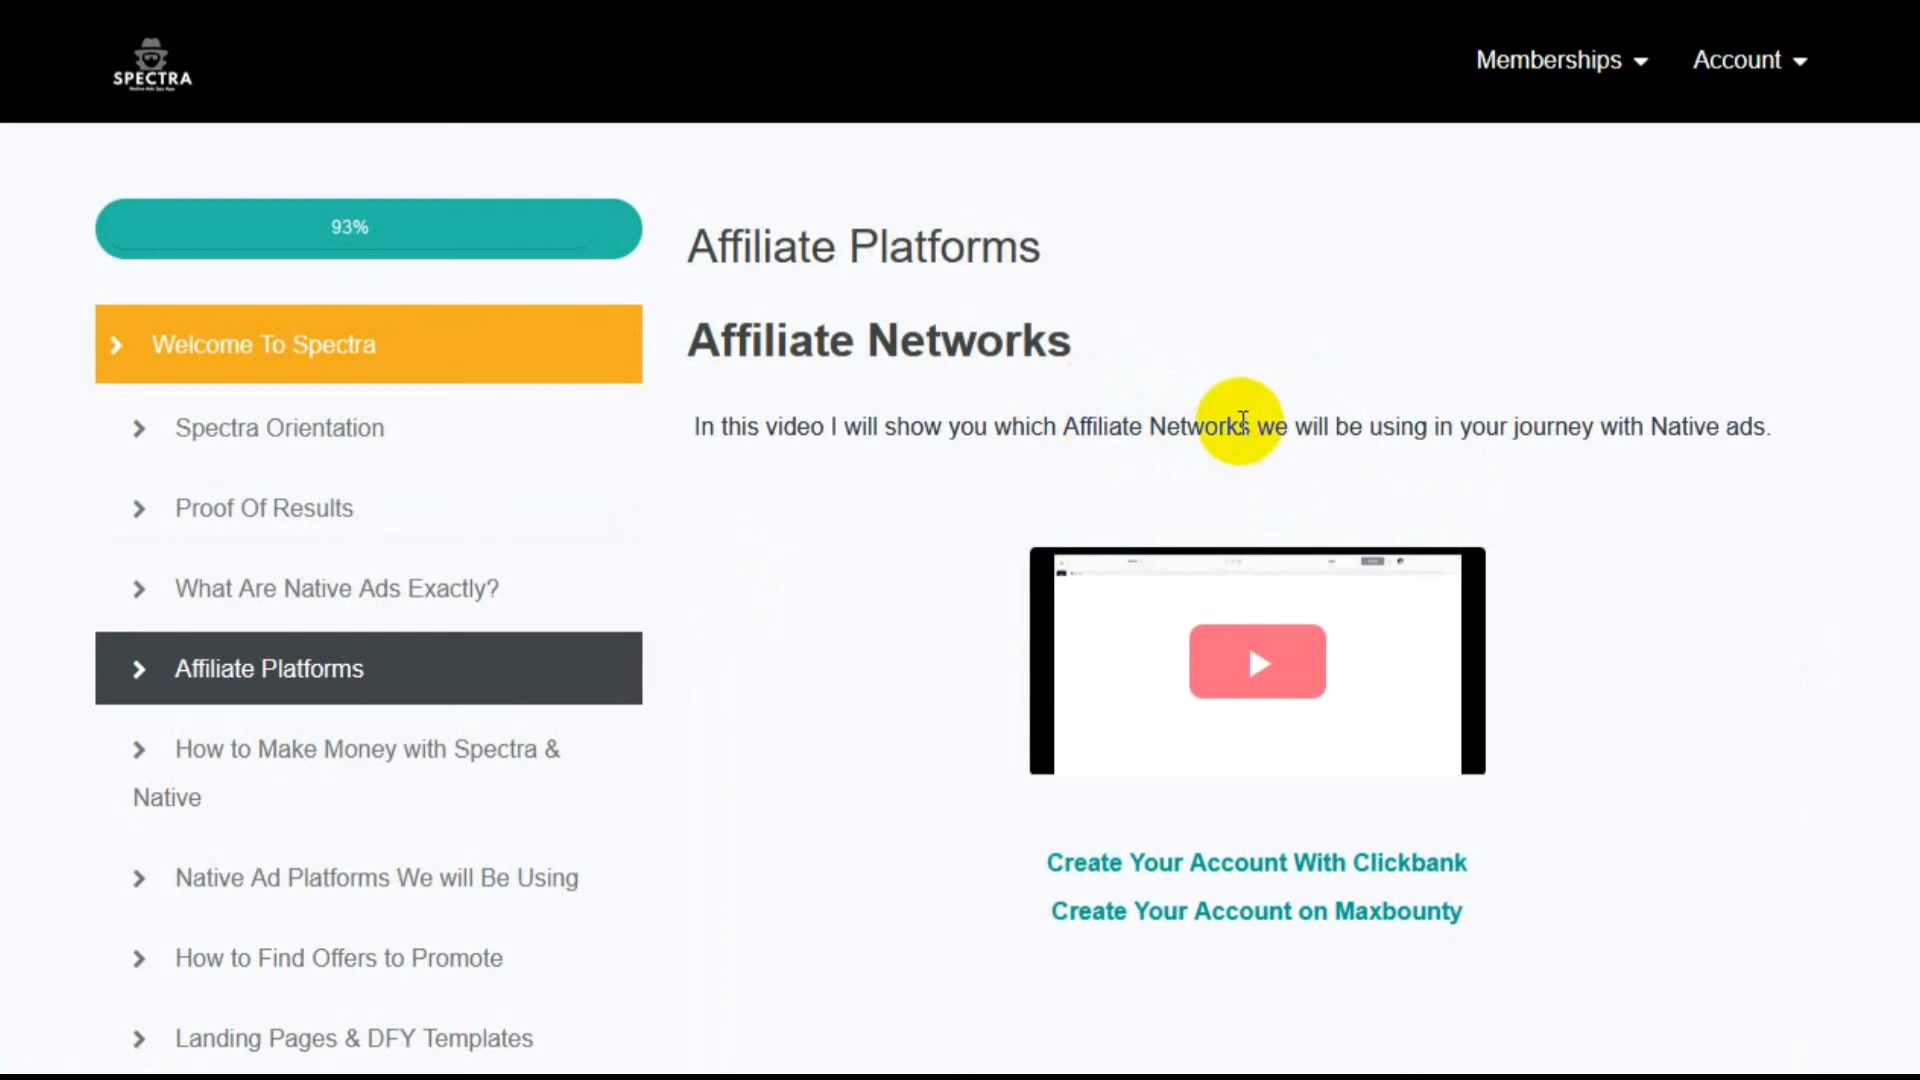 SPECTRA
Native Ads Spy App
Memberships
Account
93%
Welcome To Spectra
Spectra Orientation
Proof Of Results
What Are Native Ads Exactly?
Affiliate Platforms
How to Make Money with Spectra &
Native
Native Ad Platforms We will Be Using
How to Find Offers to Promote
Landing Pages & DFY Templates
Affiliate Platforms
Affiliate Networks
In this video I will show you which Affiliate Networks we will be using in your journey with Native ads.
Create Your Account With Clickbank
Create Your Account on Maxbounty